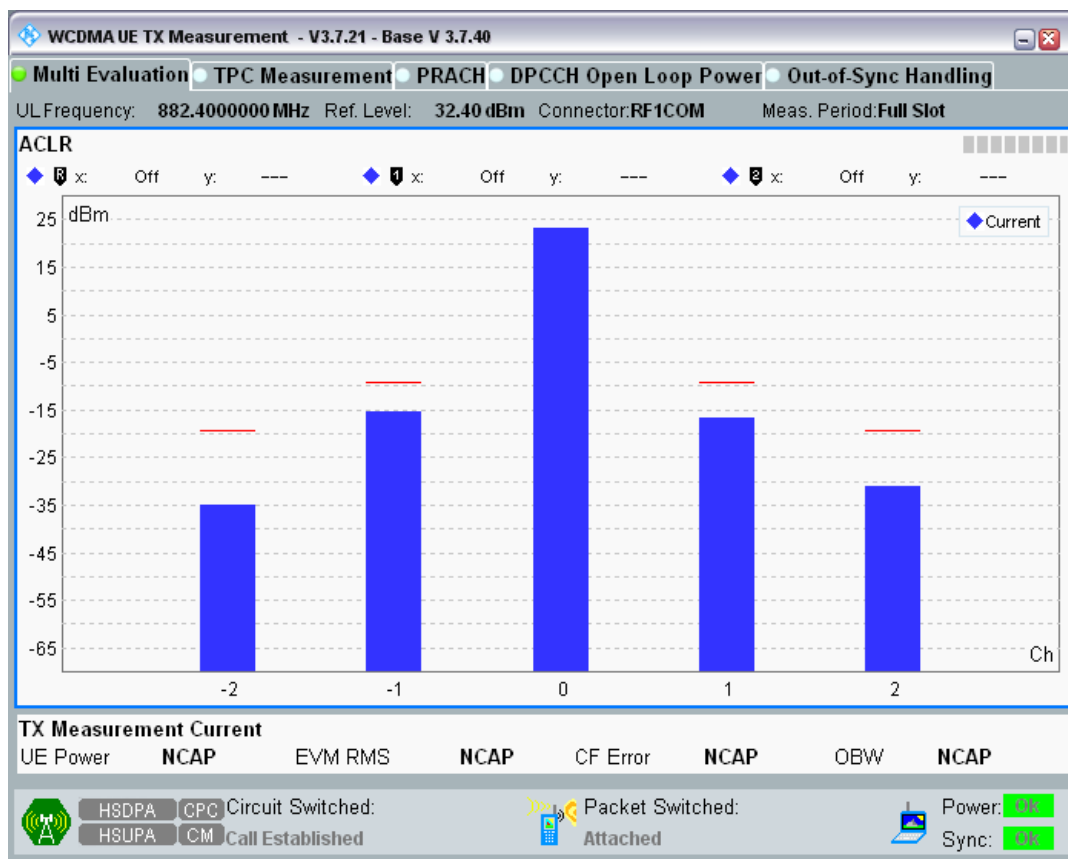 WCDMA UE TX Measurement - V3.7.21 - Base V 3.7.40
Multi Evaluation TPC Measurement PRACH DPCCH Open Loop Power Out-of-Sync Handling
UL Frequency: 882.4000000 MHz Ref. Level: 32.40 dBm Connector:RF1COM Meas. Period:Full Slot
ACLR
R x: Off y: --- 1 x: Off y: --- 2 x: Off y: ---
dBm
Current
25
15
5
-5
-15
-25
-35
-45
-55
-65
Ch
-2 -1 0 1 2
TX Measurement Current
UE Power NCAP EVM RMS NCAP CF Error NCAP OBW NCAP
HSDPA CPC Circuit Switched: Packet Switched: Power: OK
HSUPA CM Call Established Attached Sync: OK